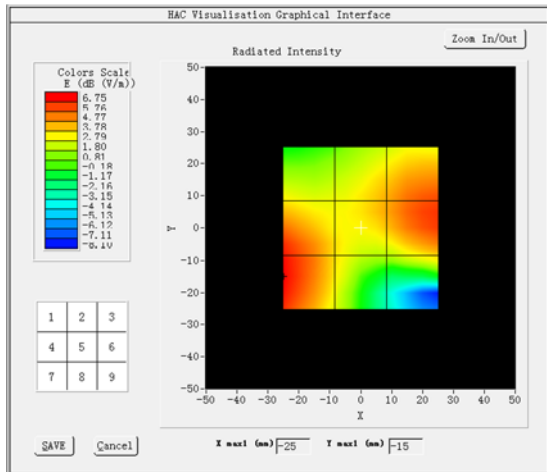 HAC Visualisation Graphical Interface
Zoom In/Out
Radiated Intensity
Colors Scale
E (dB (V/m))
6.75
5.76
4.77
3.78
2.79
1.80
0.81
-0.18
-1.17
-2.16
-3.15
-4.14
-5.13
-6.12
-7.11
-8.10
50
40
30
20
10
0
-10
-20
-30
-40
-50
Y
-50 -40 -30 -20 -10 0 10 20 30 40 50
X
1 2 3
4 5 6
7 8 9
SAVE Cancel
X max1 (mm) -25 Y max1 (mm) -15